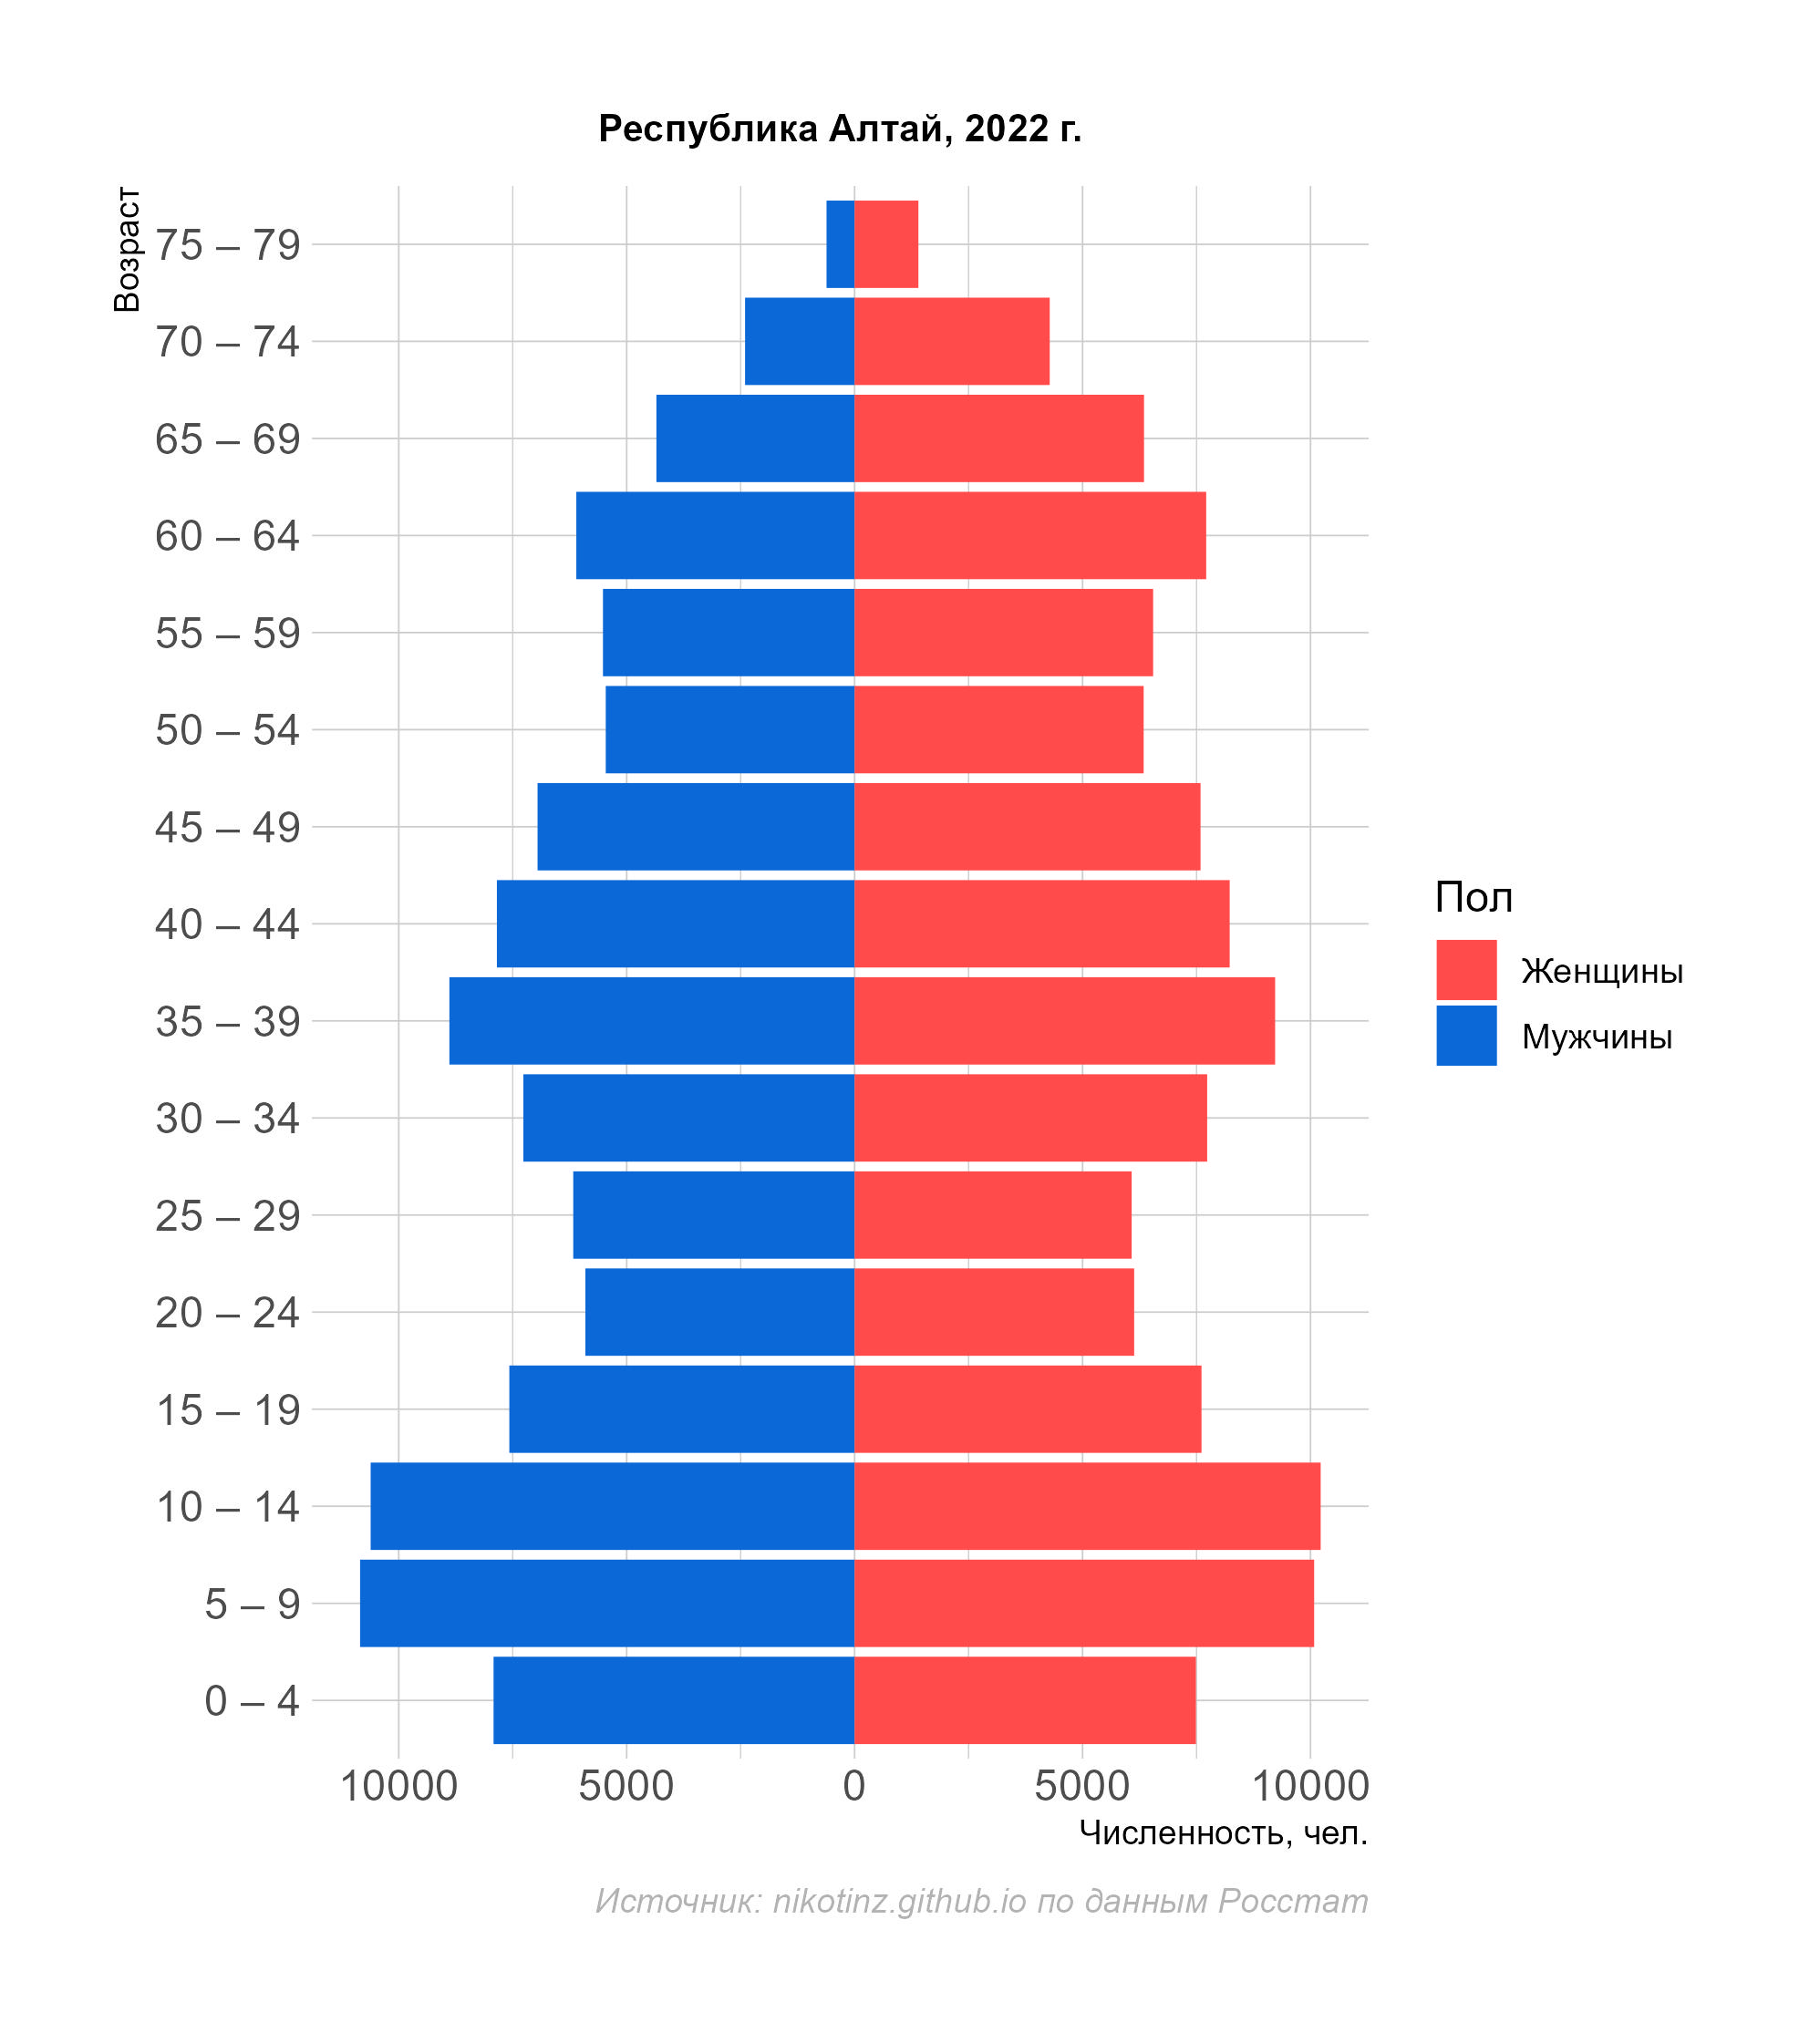 Республика Алтай, 2022 г.
Возраст
75 – 79
70 – 74
65 – 69
60 – 64
55 – 59
50 – 54
45 – 49
40 – 44
35 – 39
30 – 34
25 – 29
20 – 24
15 – 19
10 – 14
5 – 9
0 – 4
10000 5000 0 5000 10000
Численность, чел.
Пол
Женщины
Мужчины
Источник: nikotinz.github.io по данным Росстат